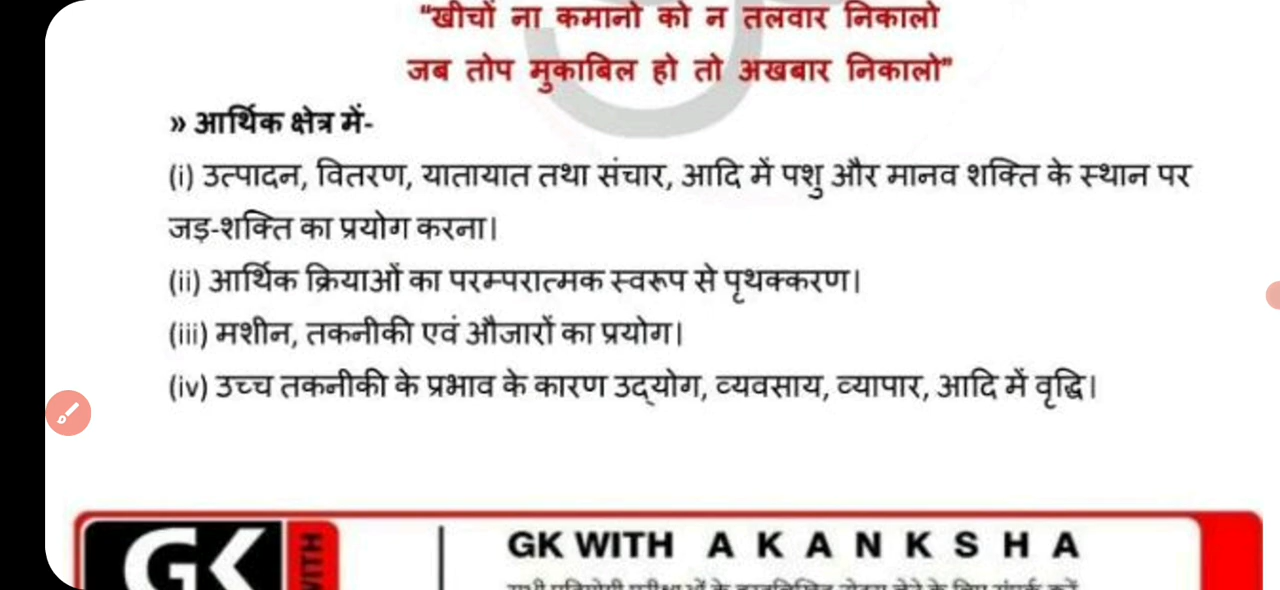 "खीचों ना कमानो को न तलवार निकालो
जब तोप मुकाबिल हो तो अखबार निकालो"
» आर्थिक क्षेत्र में-
(i) उत्पादन, वितरण, यातायात तथा संचार, आदि में पशु और मानव शक्ति के स्थान पर
जड़-शक्ति का प्रयोग करना।
(ii) आर्थिक क्रियाओं का परम्परात्मक स्वरूप से पृथक्करण।
(iii) मशीन, तकनीकी एवं औजारों का प्रयोग।
(iv) उच्च तकनीकी के प्रभाव के कारण उद्योग, व्यवसाय, व्यापार, आदि में वृद्धि।
GK WITH
GK WITH A K A N K S H A